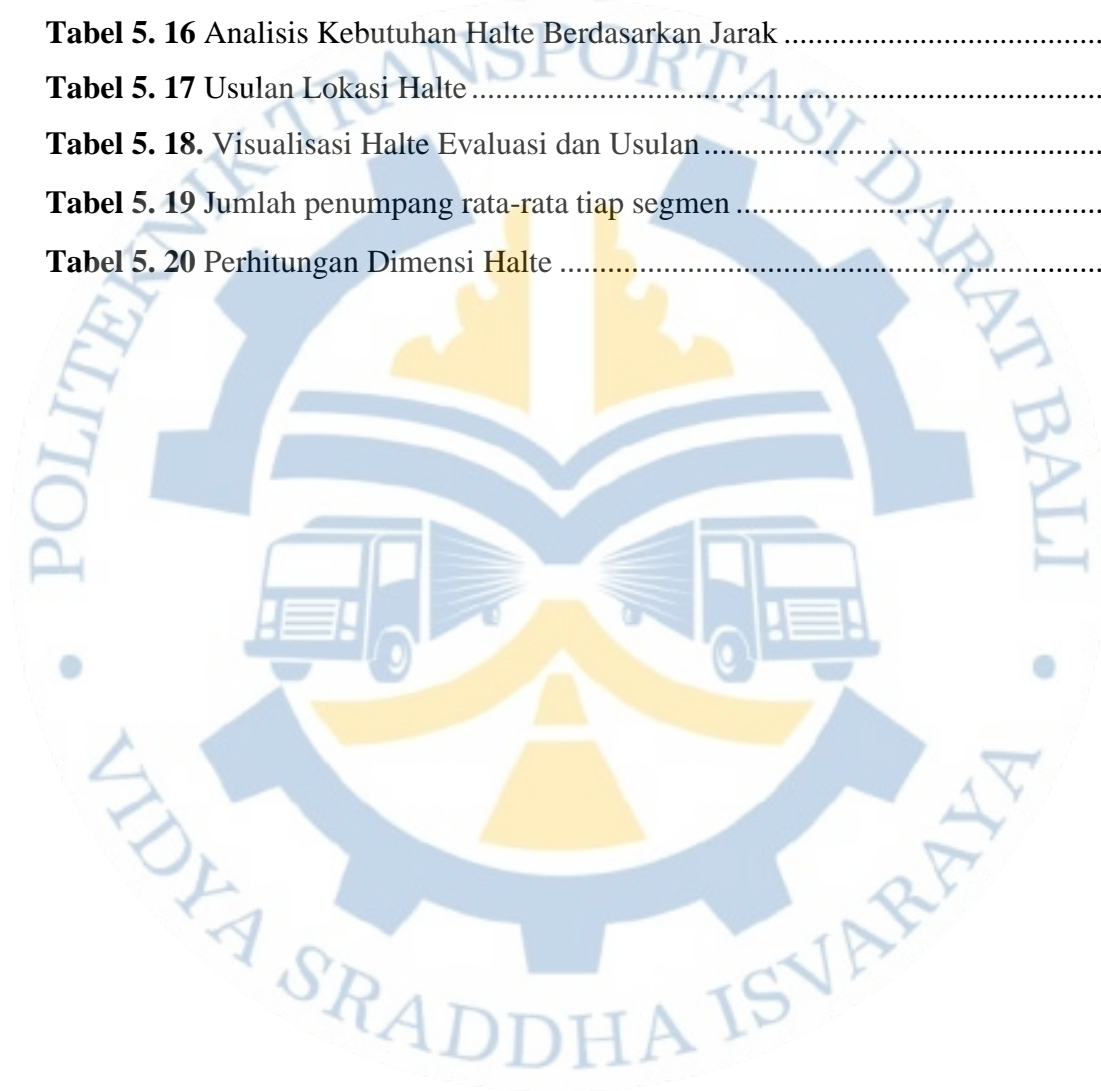 Tabel 5. 16 Analisis Kebutuhan Halte Berdasarkan Jarak ........................................
Tabel 5. 17 Usulan Lokasi Halte ................................................................................
Tabel 5. 18. Visualisasi Halte Evaluasi dan Usulan ..................................................
Tabel 5. 19 Jumlah penumpang rata-rata tiap segmen ..............................................
Tabel 5. 20 Perhitungan Dimensi Halte ....................................................................
POLITEKNIK TRANSPORTASI DARAT BALI
VIDYA SRADDHA ISVARAYA